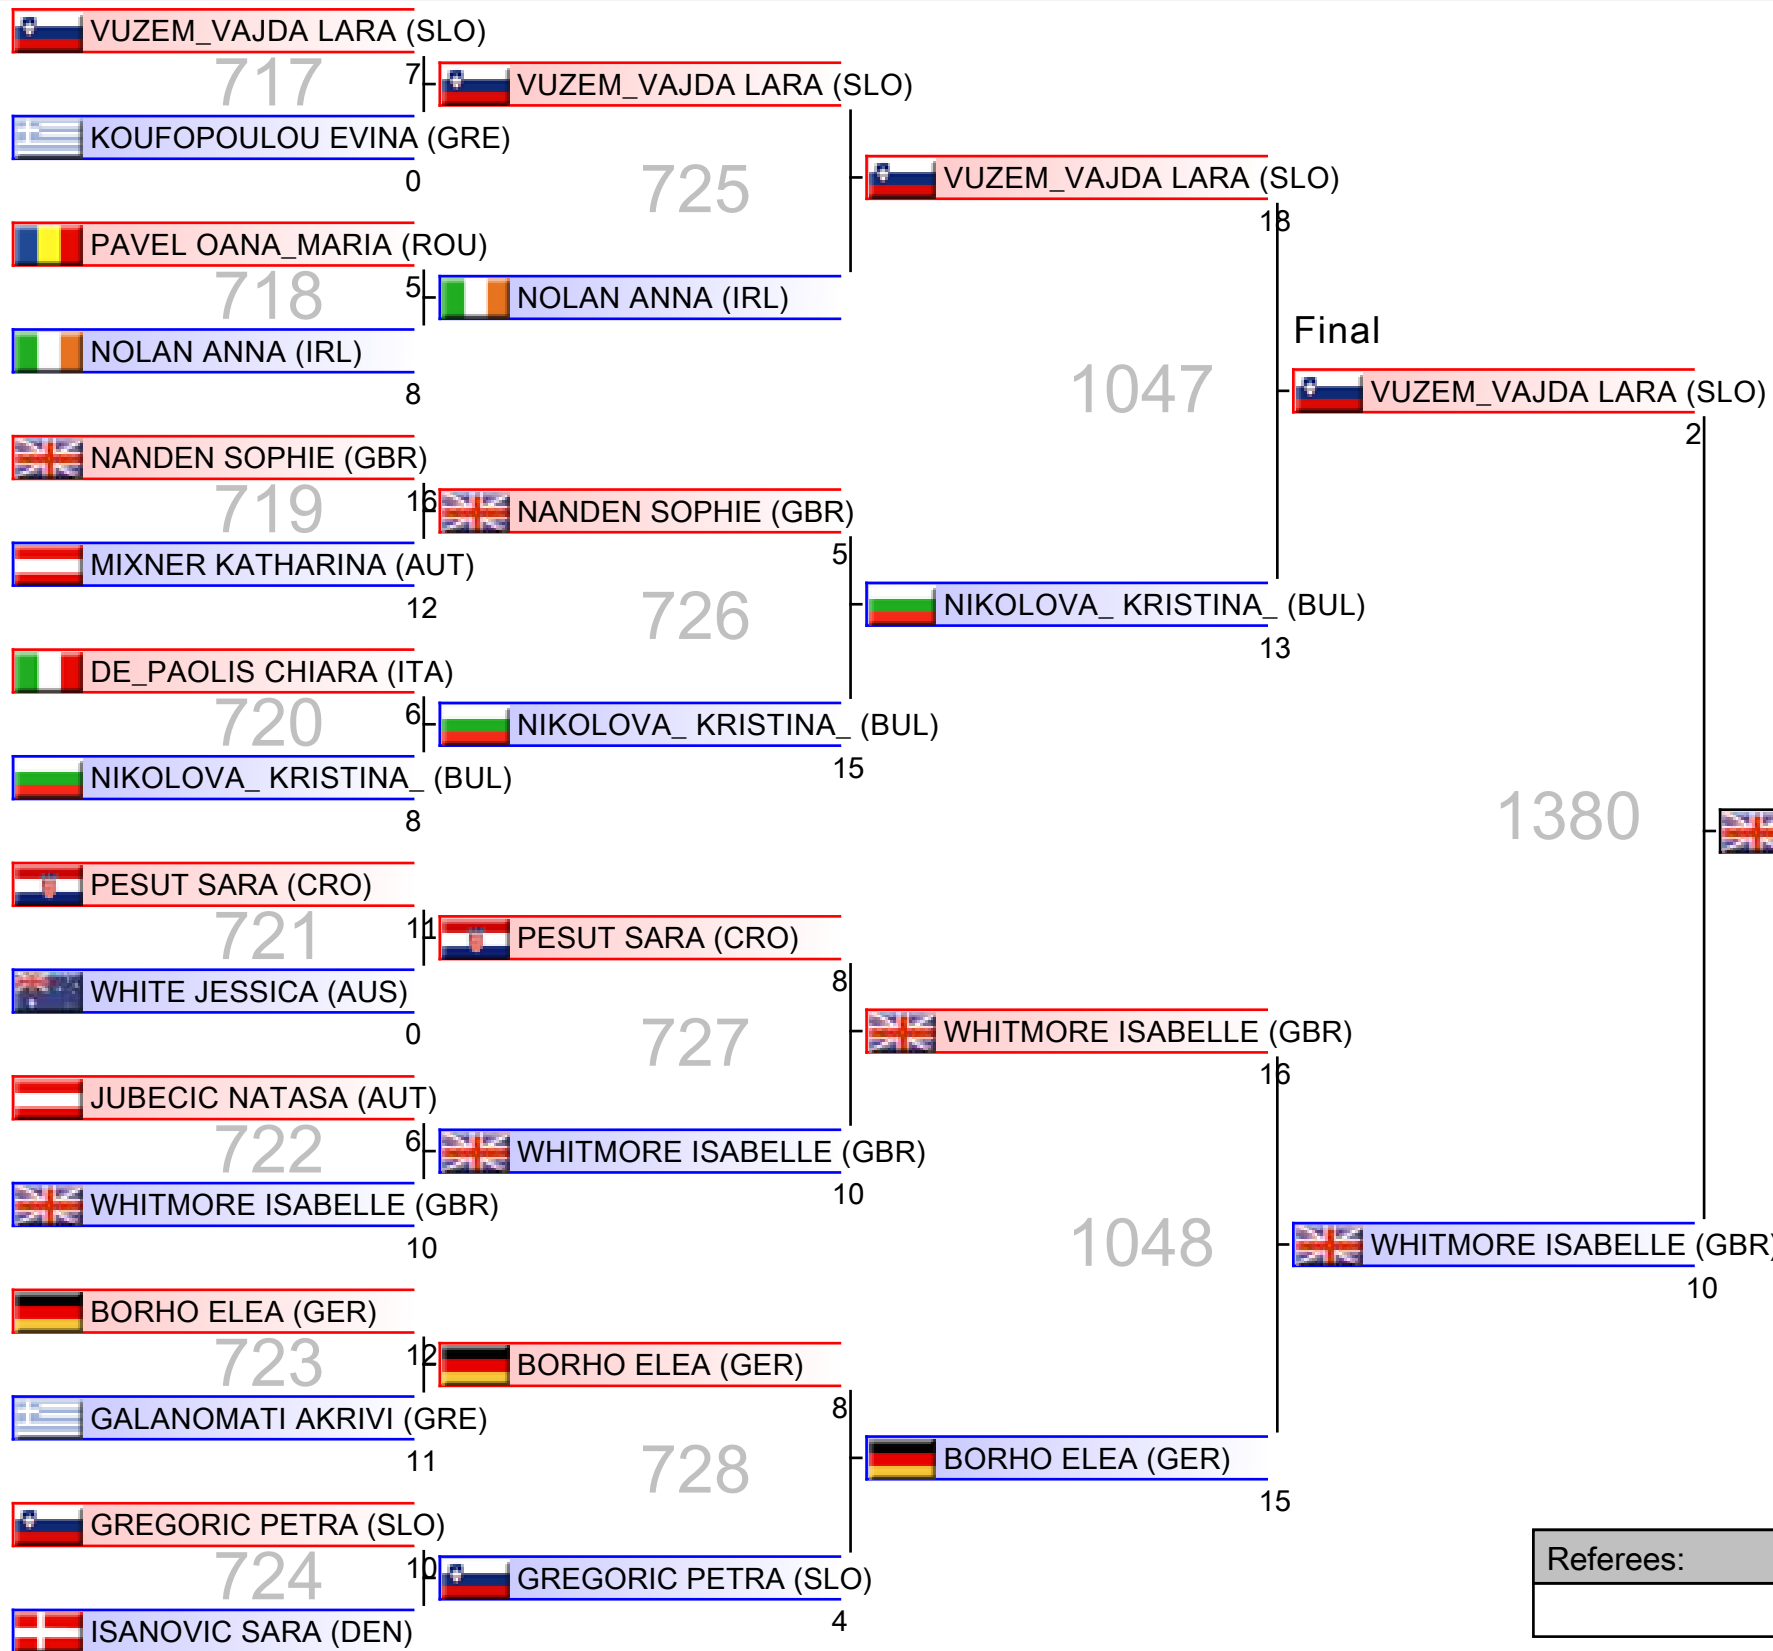 VUZEM_VAJDA LARA (SLO)
717
7
KOUFOPOULOU EVINA (GRE)
0
PAVEL OANA_MARIA (ROU)
718
5
NOLAN ANNA (IRL)
8
NANDEN SOPHIE (GBR)
719
16
MIXNER KATHARINA (AUT)
12
DE_PAOLIS CHIARA (ITA)
720
6
NIKOLOVA_ KRISTINA_ (BUL)
8
PESUT SARA (CRO)
721
11
WHITE JESSICA (AUS)
0
JUBECIC NATASA (AUT)
722
6
WHITMORE ISABELLE (GBR)
10
BORHO ELEA (GER)
723
12
GALANOMATI AKRIVI (GRE)
11
GREGORIC PETRA (SLO)
724
10
ISANOVIC SARA (DEN)
VUZEM_VAJDA LARA (SLO)
725
NOLAN ANNA (IRL)
NANDEN SOPHIE (GBR)
5
726
NIKOLOVA_ KRISTINA_ (BUL)
15
PESUT SARA (CRO)
8
727
WHITMORE ISABELLE (GBR)
10
BORHO ELEA (GER)
8
728
GREGORIC PETRA (SLO)
4
VUZEM_VAJDA LARA (SLO)
18
1047
NIKOLOVA_ KRISTINA_ (BUL)
13
WHITMORE ISABELLE (GBR)
16
1048
BORHO ELEA (GER)
15
Final
VUZEM_VAJDA LARA (SLO)
2
1380
WHITMORE ISABELLE (GBR)
10
Referees: